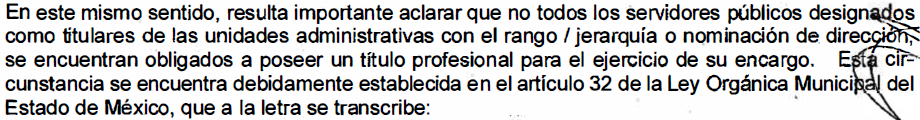 En este mismo sentido, resulta importante aclarar que no todos los servidores públicos designados
como titulares de las unidades administrativas con el rango / jerarquía o nominación de dirección,
se encuentran obligados a poseer un título profesional para el ejercicio de su encargo. Esta cir-
cunstancia se encuentra debidamente establecida en el artículo 32 de la Ley Orgánica Municipal del
Estado de México, que a la letra se transcribe: